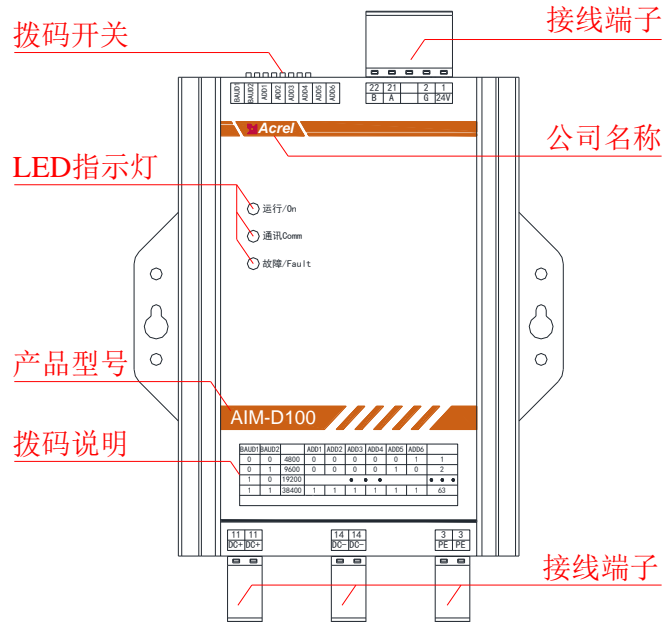 拨码开关
接线端子
BAUD1 BAUD2 ADD1 ADD2 ADD3 ADD4 ADD5 ADD6
22 21 2 1
B A G 24V
Acrel
公司名称
LED指示灯
运行/On
通讯Comm
故障/Fault
产品型号
AIM-D100
拨码说明
BAUD1 BAUD2 ADD1 ADD2 ADD3 ADD4 ADD5 ADD6
0 0 4800 0 0 0 0 0 1 1
0 1 9600 0 0 0 0 1 0 2
1 0 19200 • • • • • •
1 1 38400 1 1 1 1 1 1 63
11 11 14 14 3 3
DC+ DC+ DC- DC- PE PE
接线端子